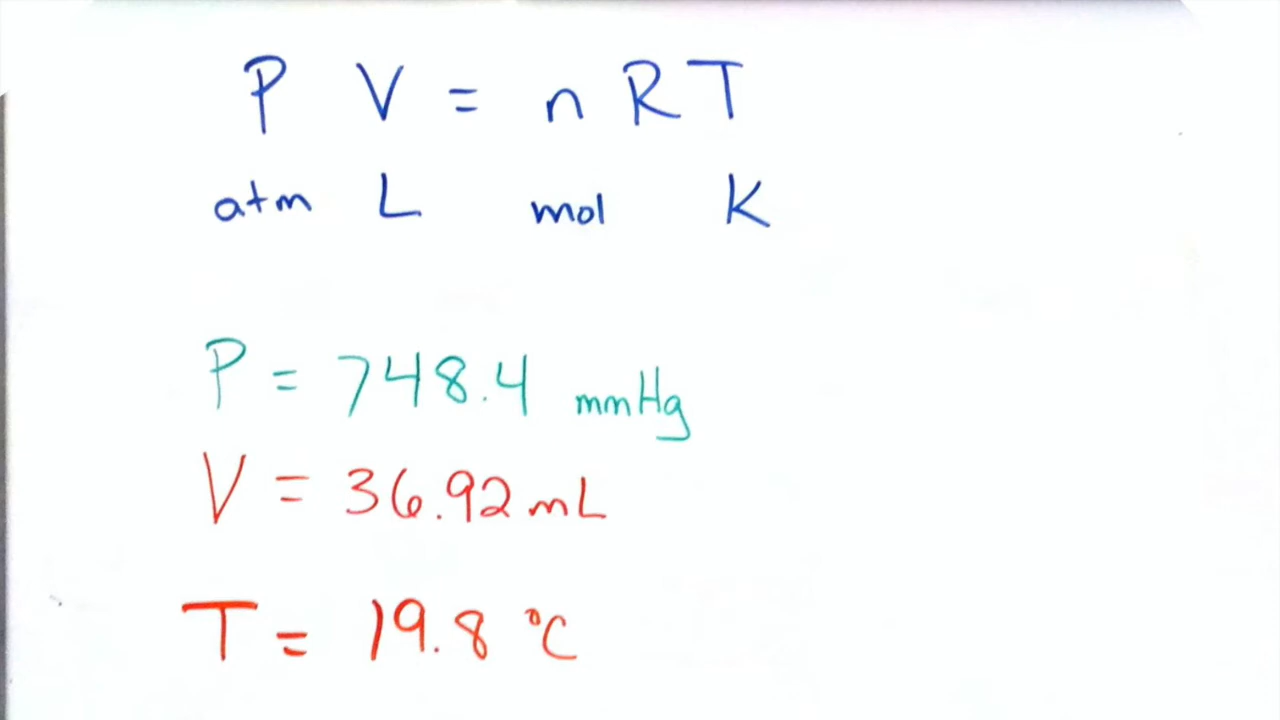 P V = n R T
atm L mol K
P = 748.4 mmHg
V = 36.92 mL
T = 19.8 °C